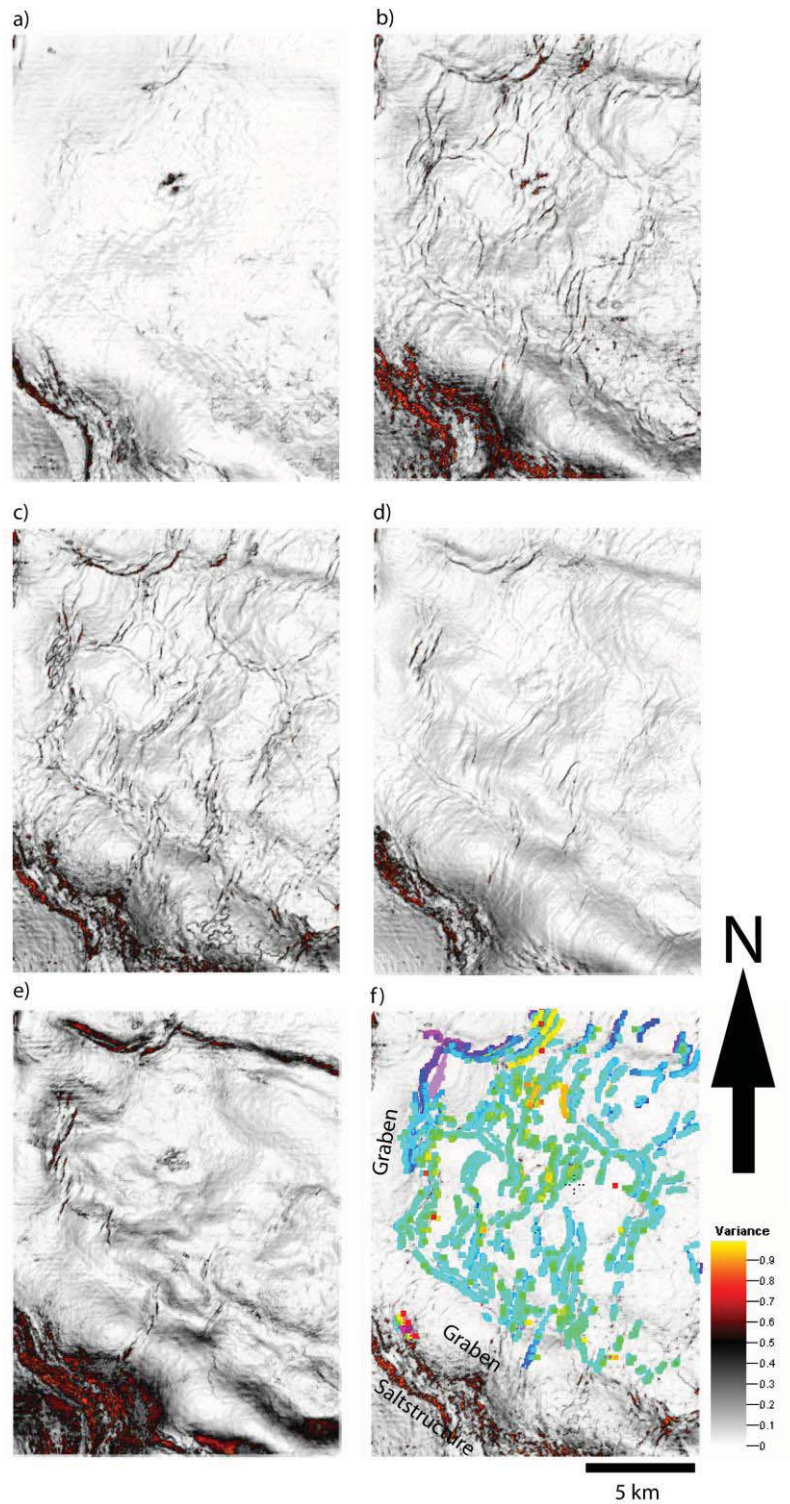 a)
b)
c)
d)
N
e)
f)
Graben
Variance
0.9
0.8
0.7
0.6
0.5
0.4
0.3
0.2
0.1
0
Graben
Saltstructure
5 km